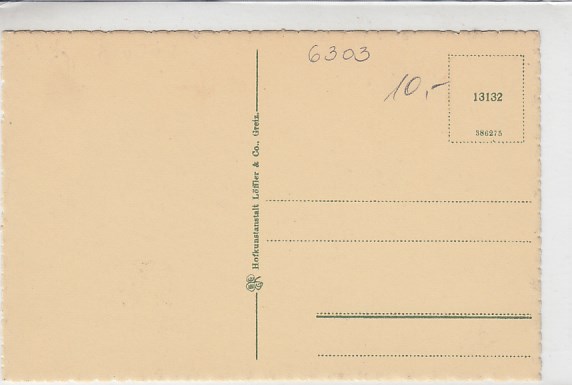 6303
10,-
13132
386275
Hofkunstanstalt Löffler & Co., Greiz.